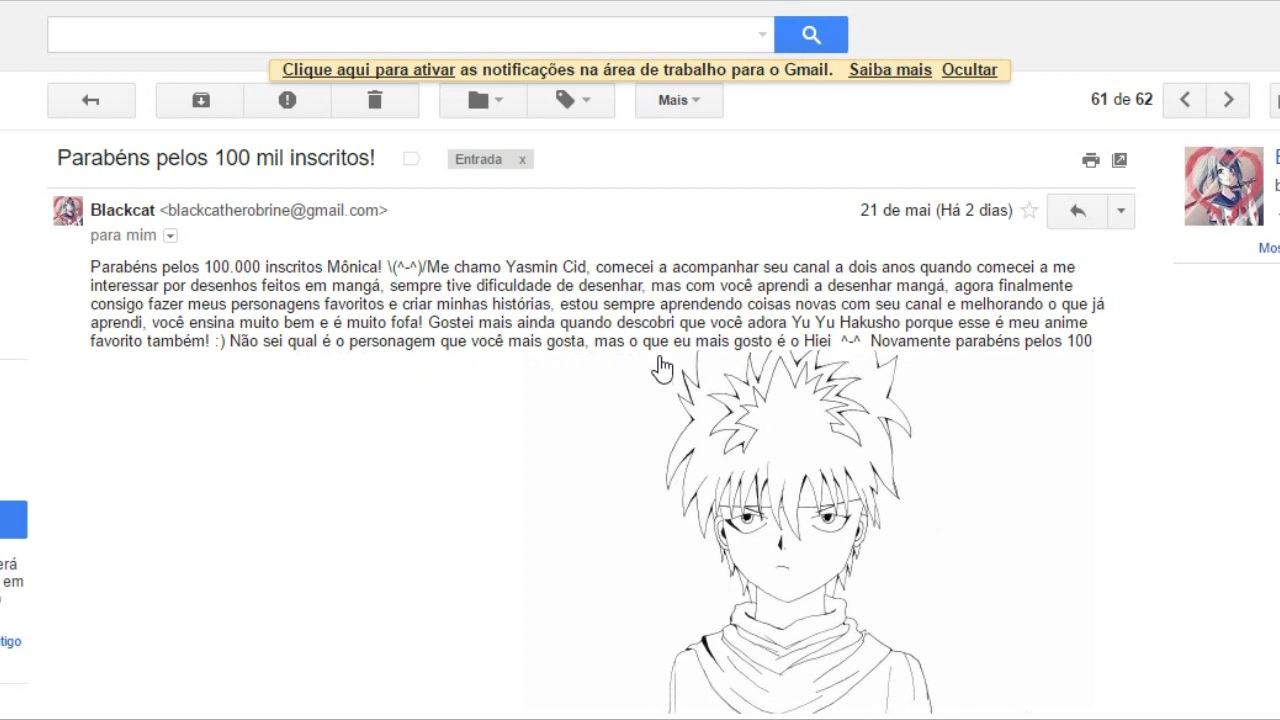 Clique aqui para ativar as notificações na área de trabalho para o Gmail. Saiba mais Ocultar
Mais
61 de 62
Parabéns pelos 100 mil inscritos!
Entrada x
Blackcat <blackcatherobrine@gmail.com>
21 de mai (Há 2 dias)
para mim
Parabéns pelos 100.000 inscritos Mônica! \(^-^)/Me chamo Yasmin Cid, comecei a acompanhar seu canal a dois anos quando comecei a me
interessar por desenhos feitos em mangá, sempre tive dificuldade de desenhar, mas com você aprendi a desenhar mangá, agora finalmente
consigo fazer meus personagens favoritos e criar minhas histórias, estou sempre aprendendo coisas novas com seu canal e melhorando o que já
aprendi, você ensina muito bem e é muito fofa! Gostei mais ainda quando descobri que você adora Yu Yu Hakusho porque esse é meu anime
favorito também! :) Não sei qual é o personagem que você mais gosta, mas o que eu mais gosto é o Hiei ^-^ Novamente parabéns pelos 100
Mos
erá
em
tigo